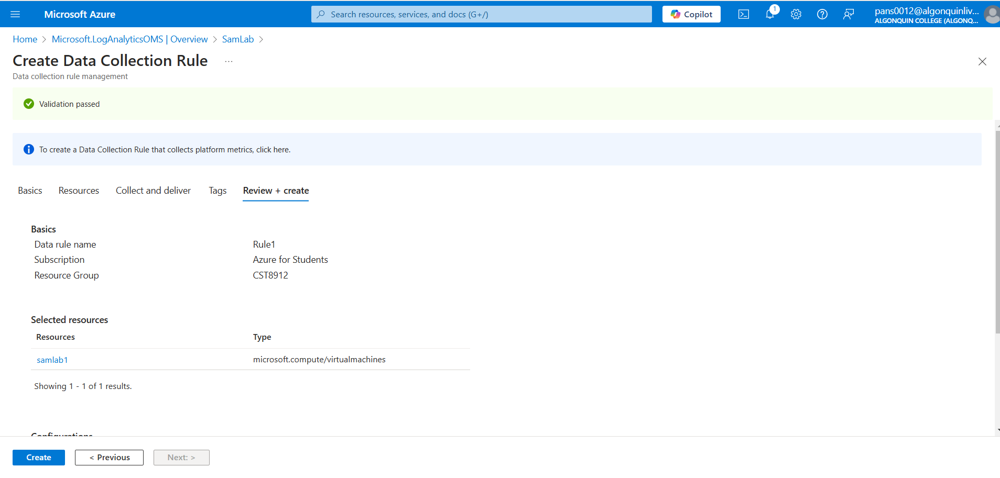 Microsoft Azure
Search resources, services, and docs (G+/)
Copilot
1
pans0012@algonquinliv...
ALGONQUIN COLLEGE (ALGONQ...
Home > Microsoft.LogAnalyticsOMS | Overview > SamLab >
Create Data Collection Rule ...
Data collection rule management
Validation passed
To create a Data Collection Rule that collects platform metrics, click here.
Basics Resources Collect and deliver Tags Review + create
Basics
Data rule name Rule1
Subscription Azure for Students
Resource Group CST8912
Selected resources
Resources Type
samlab1 microsoft.compute/virtualmachines
Showing 1 - 1 of 1 results.
Configurations
Create < Previous Next: >